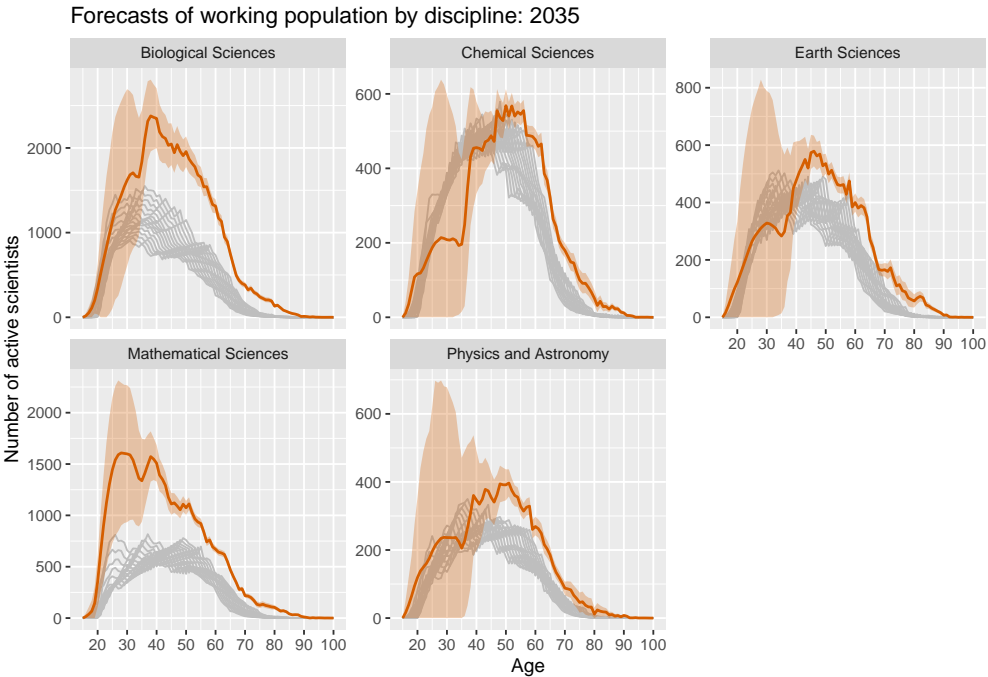 Forecasts of working population by discipline: 2035
Biological Sciences
Chemical Sciences
Earth Sciences
2000
1000
0
600
400
200
0
800
600
400
200
0
20 30 40 50 60 70 80 90 100
Mathematical Sciences
Physics and Astronomy
2000
1500
1000
500
0
600
400
200
0
20 30 40 50 60 70 80 90 100
20 30 40 50 60 70 80 90 100
Number of active scientists
Age